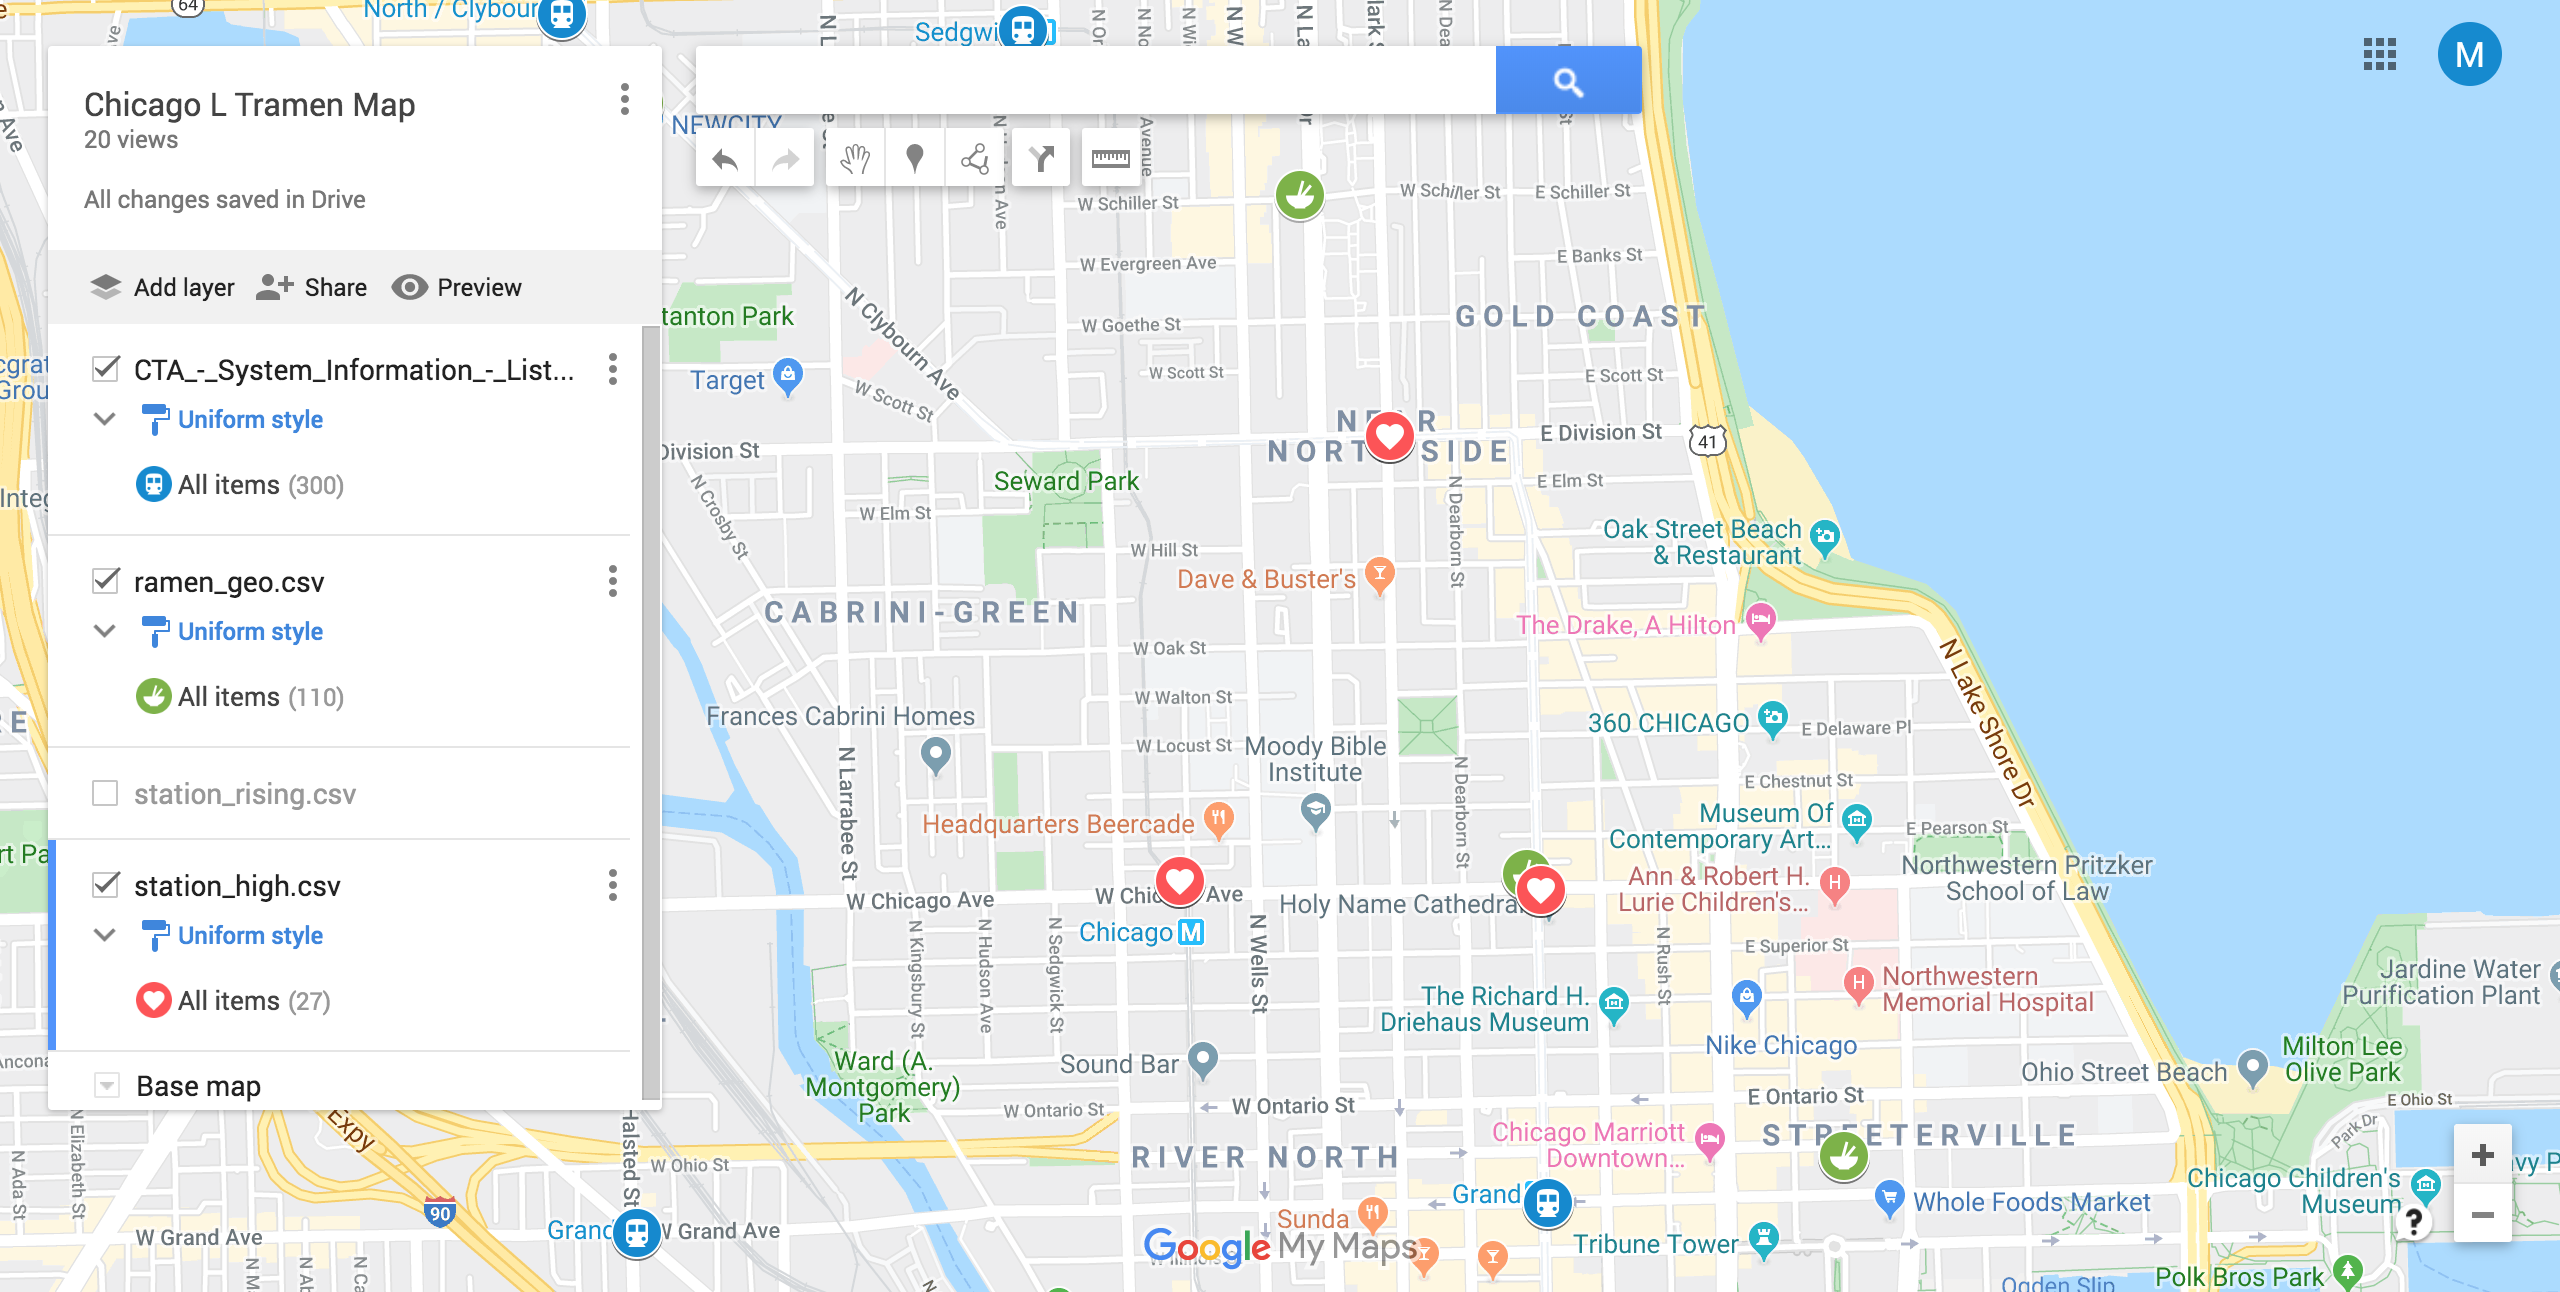 Chicago L Tramen Map
20 views
All changes saved in Drive
Add layer
Share
Preview
CTA_-_System_Information_-_List...
Uniform style
All items (300)
ramen_geo.csv
Uniform style
All items (110)
station_rising.csv
station_high.csv
Uniform style
All items (27)
Base map
M
64
North / Clybour
Sedgwi
NEWCITY
Avenue
W Schiller St
W Schiller St
E Schiller St
W Evergreen Ave
E Banks St
tanton Park
N Clybourn Ave
W Goethe St
GOLD COAST
Target
W Scott St
W Scott St
E Scott St
NORT SIDE
E Division St
41
Division St
Seward Park
E Elm St
N Crosby St
W Elm St
N Dearborn St
Oak Street Beach
& Restaurant
W Hill St
Dave & Buster's
CABRINI-GREEN
The Drake, A Hilton
W Oak St
N Lake Shore Dr
W Walton St
Frances Cabrini Homes
360 CHICAGO
E Delaware Pl
W Locust St
Moody Bible
Institute
N Larrabee St
N Dearborn St
E Chestnut St
Headquarters Beercade
Museum Of
Contemporary Art...
E Pearson St
Northwestern Pritzker
School of Law
Ann & Robert H.
Lurie Children's...
W Chicago Ave
W Chic Ave
Holy Name Cathedral
Chicago M
N Kingsbury St
N Hudson Ave
N Sedgwick St
N Wells St
N Rush St
E Superior St
Northwestern
Memorial Hospital
Jardine Water
Purification Plant
The Richard H.
Driehaus Museum
Nike Chicago
Sound Bar
Ward (A.
Montgomery)
Park
Ohio Street Beach
Milton Lee
Olive Park
W Ontario St
W Ontario St
E Ontario St
E Ohio St
Park Dr
Expy
N Elizabeth St
N Ada St
Halsted St
W Ohio St
RIVER NORTH
Chicago Marriott
Downtown...
STREETERVILLE
Chicago Children's
Museum
Whole Foods Market
90
W Grand Ave
Grand
W Grand Ave
Grand
Sunda
Google My Maps
Tribune Tower
Polk Bros Park
Ogden Slip